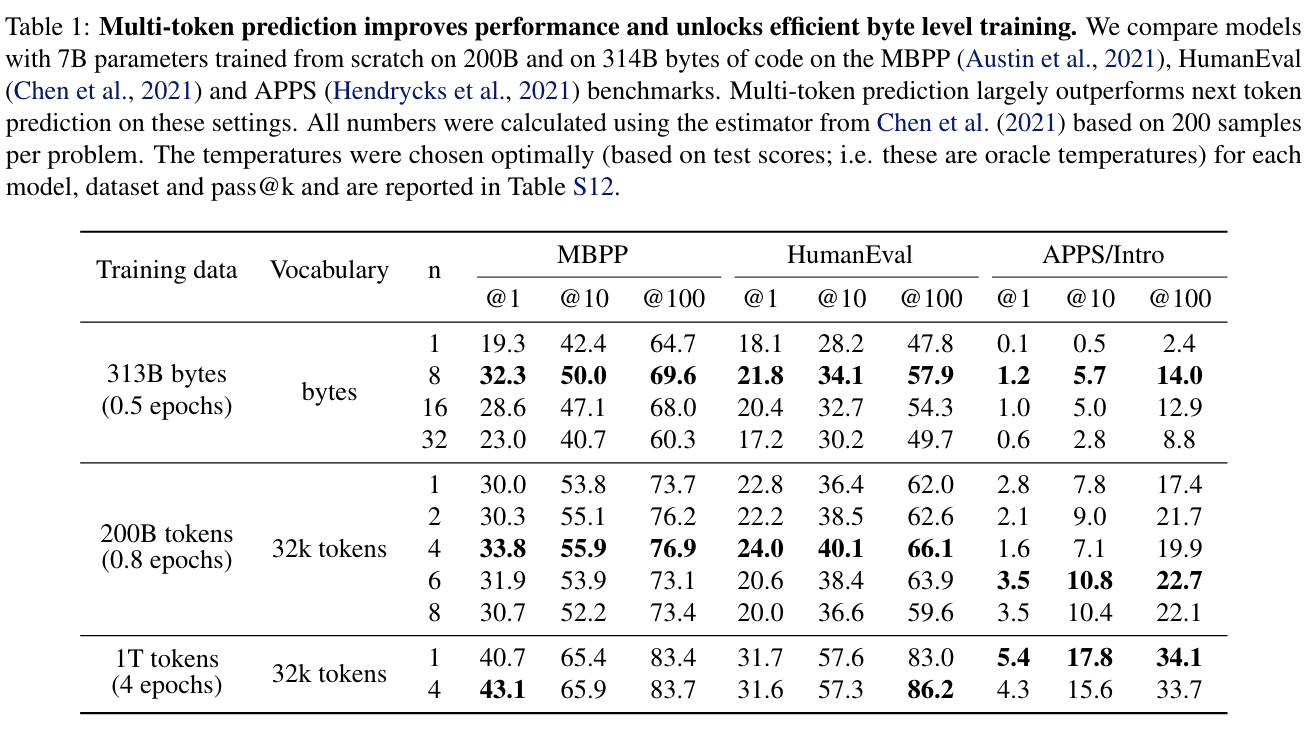 Table 1: Multi-token prediction improves performance and unlocks efficient byte level training. We compare models
with 7B parameters trained from scratch on 200B and on 314B bytes of code on the MBPP (Austin et al., 2021), HumanEval
(Chen et al., 2021) and APPS (Hendrycks et al., 2021) benchmarks. Multi-token prediction largely outperforms next token
prediction on these settings. All numbers were calculated using the estimator from Chen et al. (2021) based on 200 samples
per problem. The temperatures were chosen optimally (based on test scores; i.e. these are oracle temperatures) for each
model, dataset and pass@k and are reported in Table S12.
Training data Vocabulary n MBPP HumanEval APPS/Intro
@1 @10 @100 @1 @10 @100 @1 @10 @100
313B bytes (0.5 epochs) bytes
1 19.3 42.4 64.7 18.1 28.2 47.8 0.1 0.5 2.4
8 32.3 50.0 69.6 21.8 34.1 57.9 1.2 5.7 14.0
16 28.6 47.1 68.0 20.4 32.7 54.3 1.0 5.0 12.9
32 23.0 40.7 60.3 17.2 30.2 49.7 0.6 2.8 8.8
200B tokens (0.8 epochs) 32k tokens
1 30.0 53.8 73.7 22.8 36.4 62.0 2.8 7.8 17.4
2 30.3 55.1 76.2 22.2 38.5 62.6 2.1 9.0 21.7
4 33.8 55.9 76.9 24.0 40.1 66.1 1.6 7.1 19.9
6 31.9 53.9 73.1 20.6 38.4 63.9 3.5 10.8 22.7
8 30.7 52.2 73.4 20.0 36.6 59.6 3.5 10.4 22.1
1T tokens (4 epochs) 32k tokens
1 40.7 65.4 83.4 31.7 57.6 83.0 5.4 17.8 34.1
4 43.1 65.9 83.7 31.6 57.3 86.2 4.3 15.6 33.7